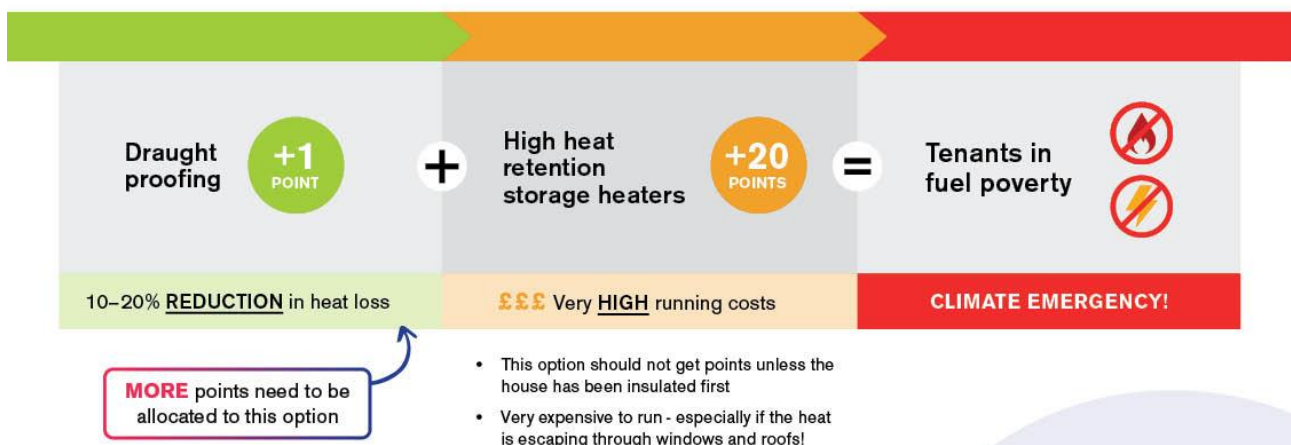 Draught
proofing
+1
POINT
+
High heat
retention
storage heaters
+20
POINTS
=
Tenants in
fuel poverty
10–20% REDUCTION in heat loss
£££ Very HIGH running costs
CLIMATE EMERGENCY!
MORE points need to be
allocated to this option
• This option should not get points unless the
house has been insulated first
• Very expensive to run - especially if the heat
is escaping through windows and roofs!